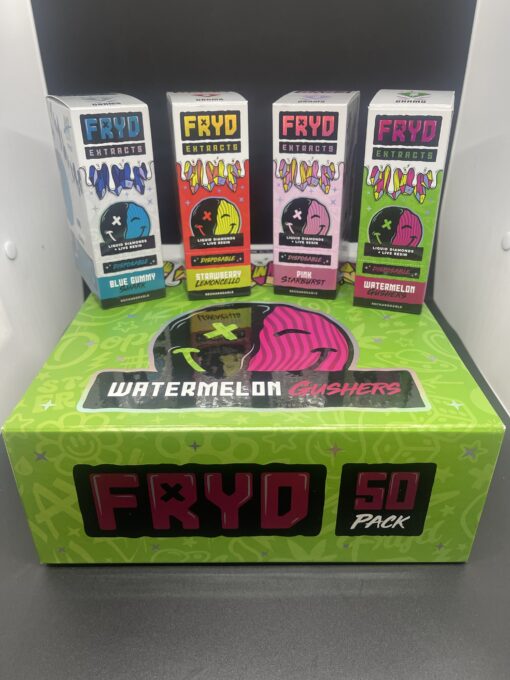 FRYD
EXTRACTS
LIQUID DIAMONDS
+ LIVE RESIN
DISPOSABLE
BLUE GUMMY
RECHARGEABLE
FRYD
EXTRACTS
LIQUID DIAMONDS
+ LIVE RESIN
DISPOSABLE
STRAWBERRY
LEMONCELLO
RECHARGEABLE
FRYD
EXTRACTS
LIQUID DIAMONDS
+ LIVE RESIN
DISPOSABLE
PINK
STARBURST
RECHARGEABLE
FRYD
EXTRACTS
LIQUID DIAMONDS
+ LIVE RESIN
DISPOSABLE
WATERMELON
GUSHERS
RECHARGEABLE
WATERMELON GUSHERS
FRYD
50
PACK